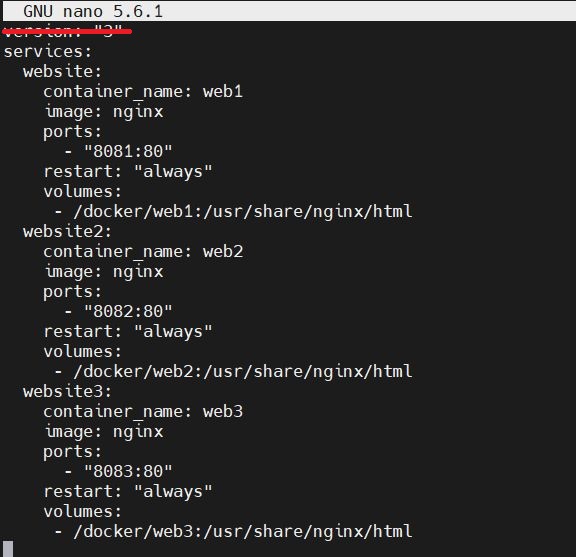 GNU nano 5.6.1
version: "3"
services:
  website:
    container_name: web1
    image: nginx
    ports:
      - "8081:80"
    restart: "always"
    volumes:
     - /docker/web1:/usr/share/nginx/html
  website2:
    container_name: web2
    image: nginx
    ports:
      - "8082:80"
    restart: "always"
    volumes:
     - /docker/web2:/usr/share/nginx/html
  website3:
    container_name: web3
    image: nginx
    ports:
      - "8083:80"
    restart: "always"
    volumes:
     - /docker/web3:/usr/share/nginx/html